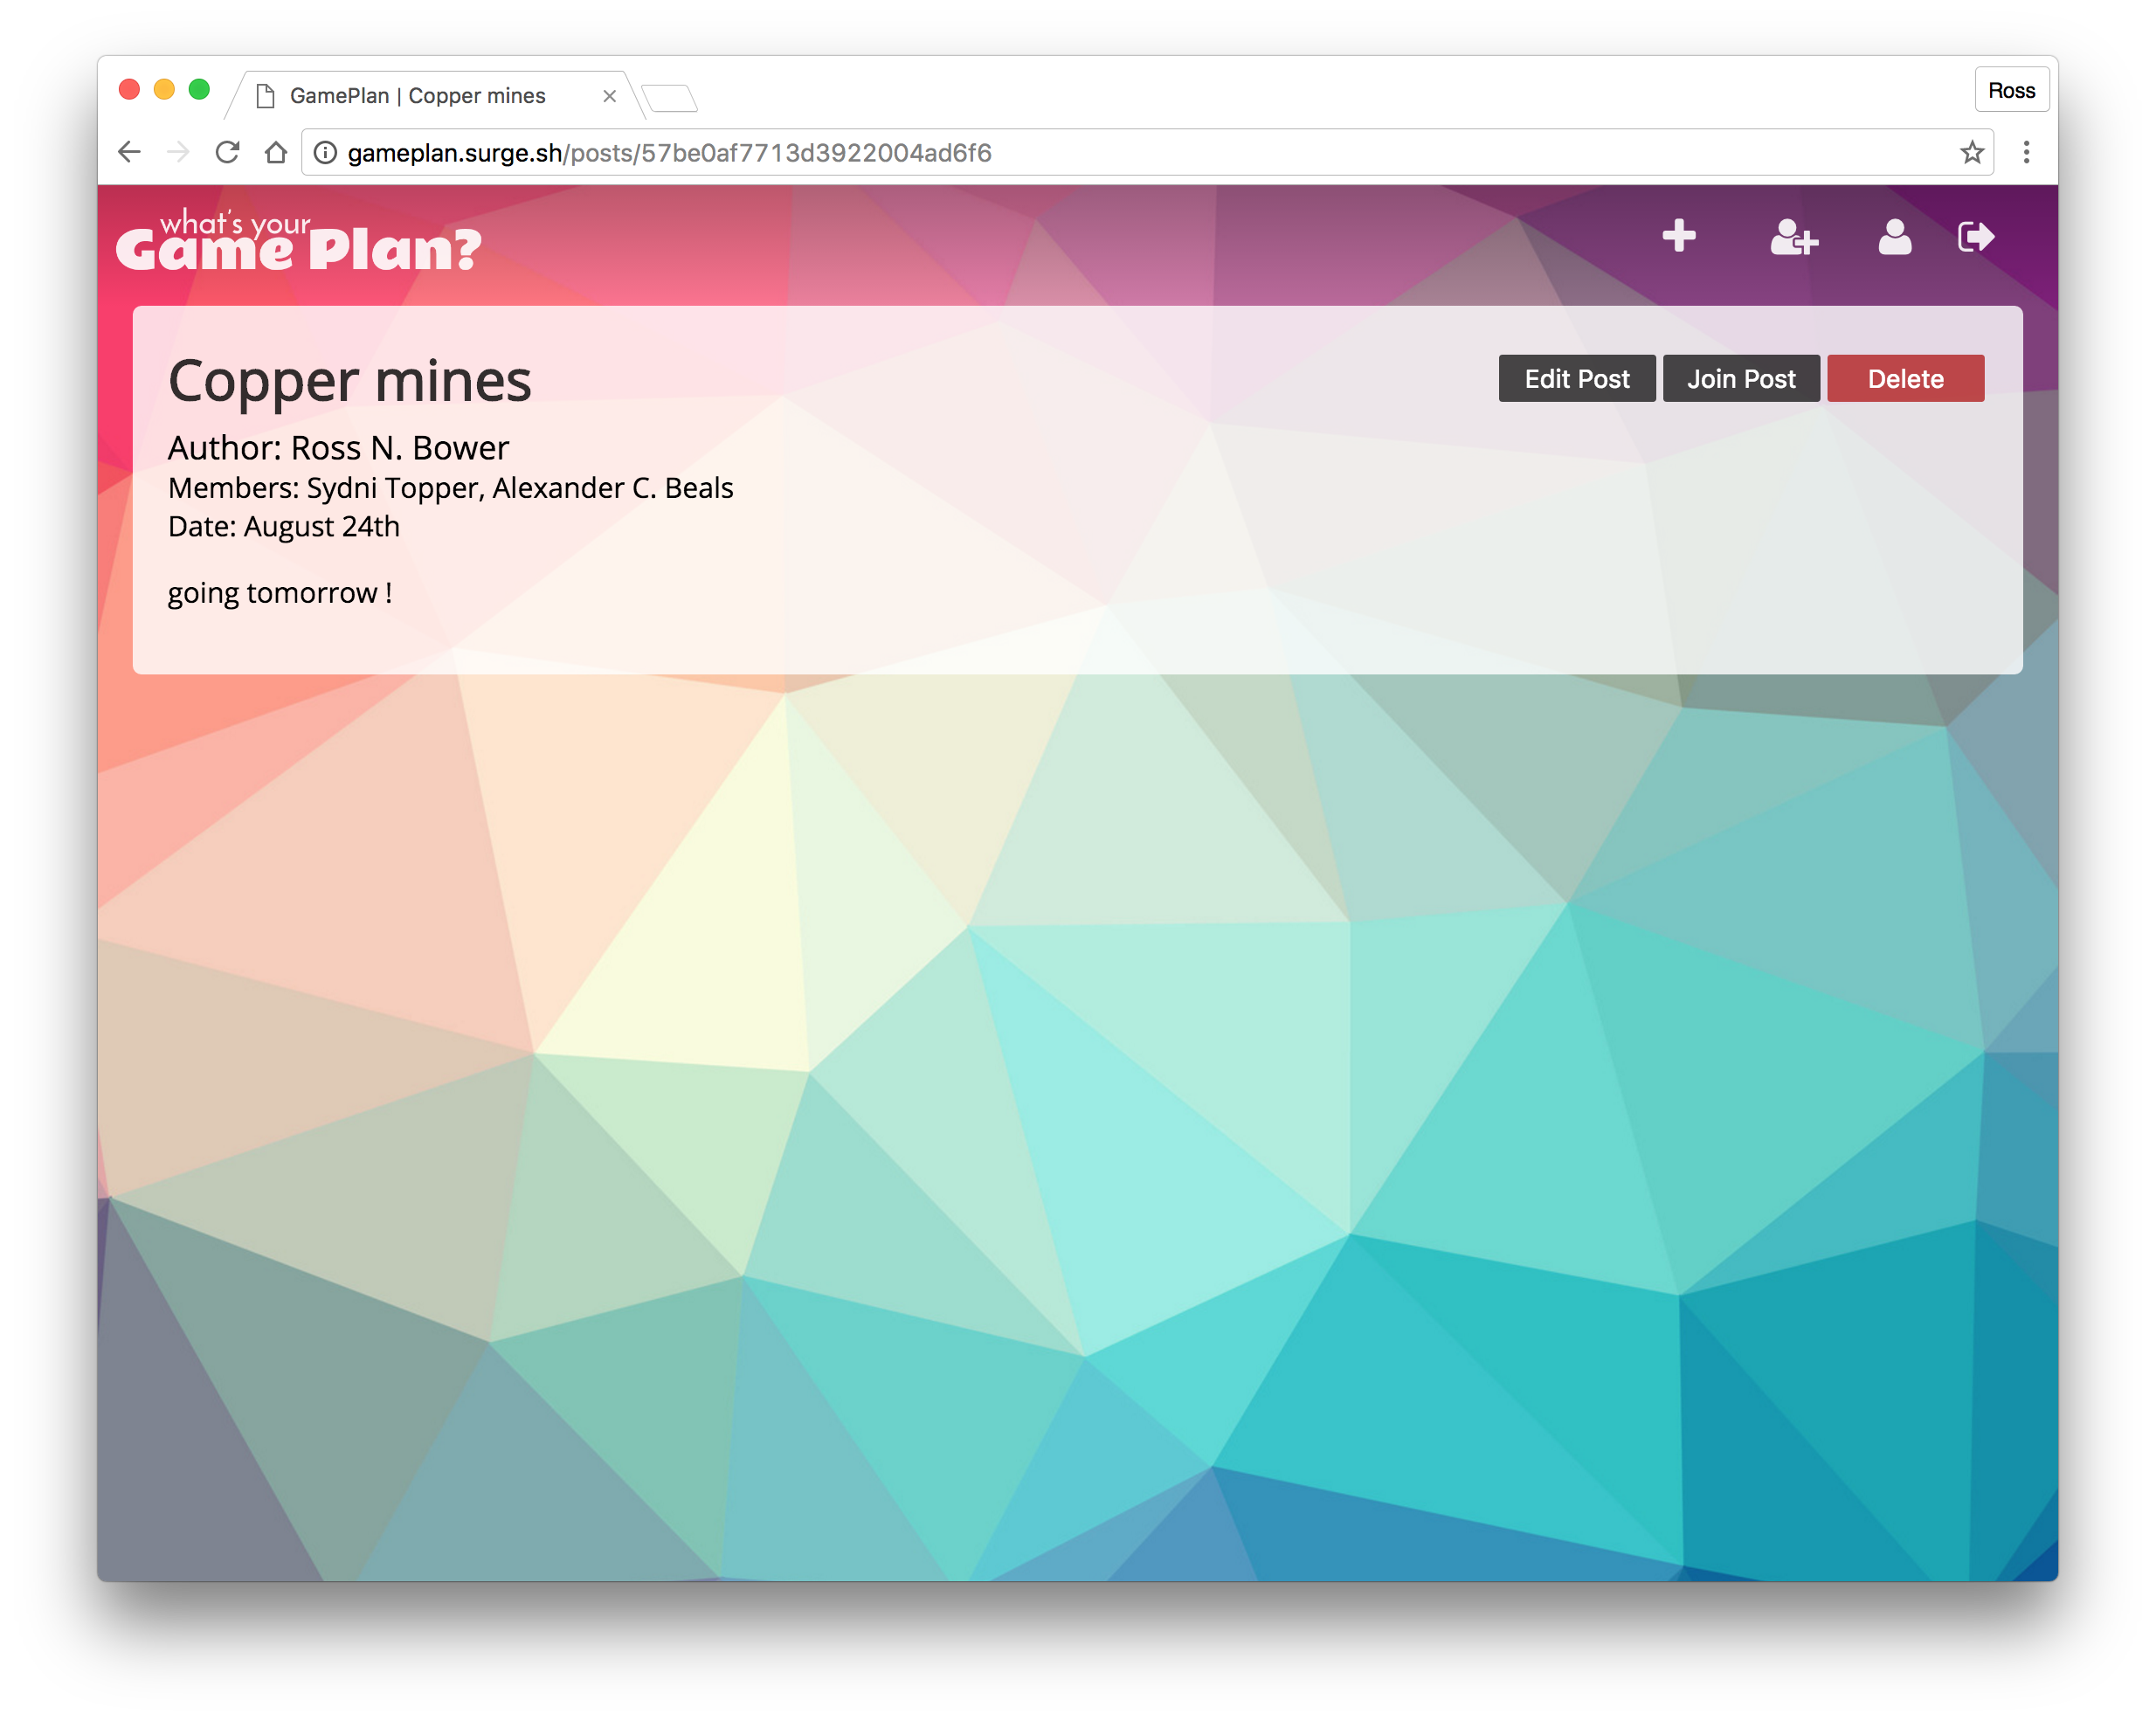 GamePlan | Copper mines
Ross
gameplan.surge.sh/posts/57be0af7713d3922004ad6f6
what's your
Game Plan?
Copper mines
Edit Post Join Post Delete
Author: Ross N. Bower
Members: Sydni Topper, Alexander C. Beals
Date: August 24th
going tomorrow !